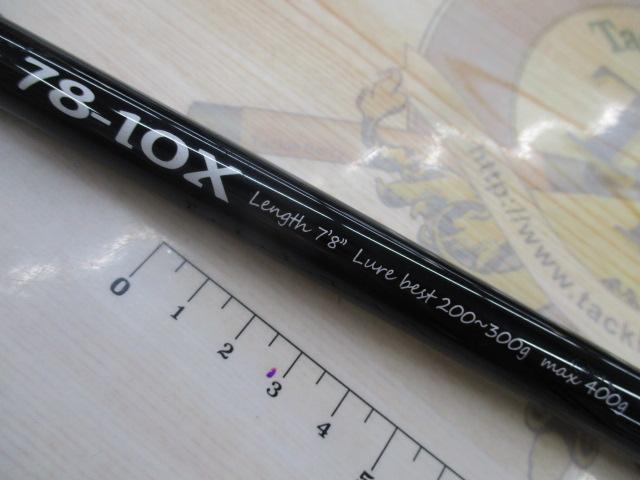 78-10X Length 7'8" Lure best 200~300g max 400g
0 1 2 3 4 5
http://www.tack